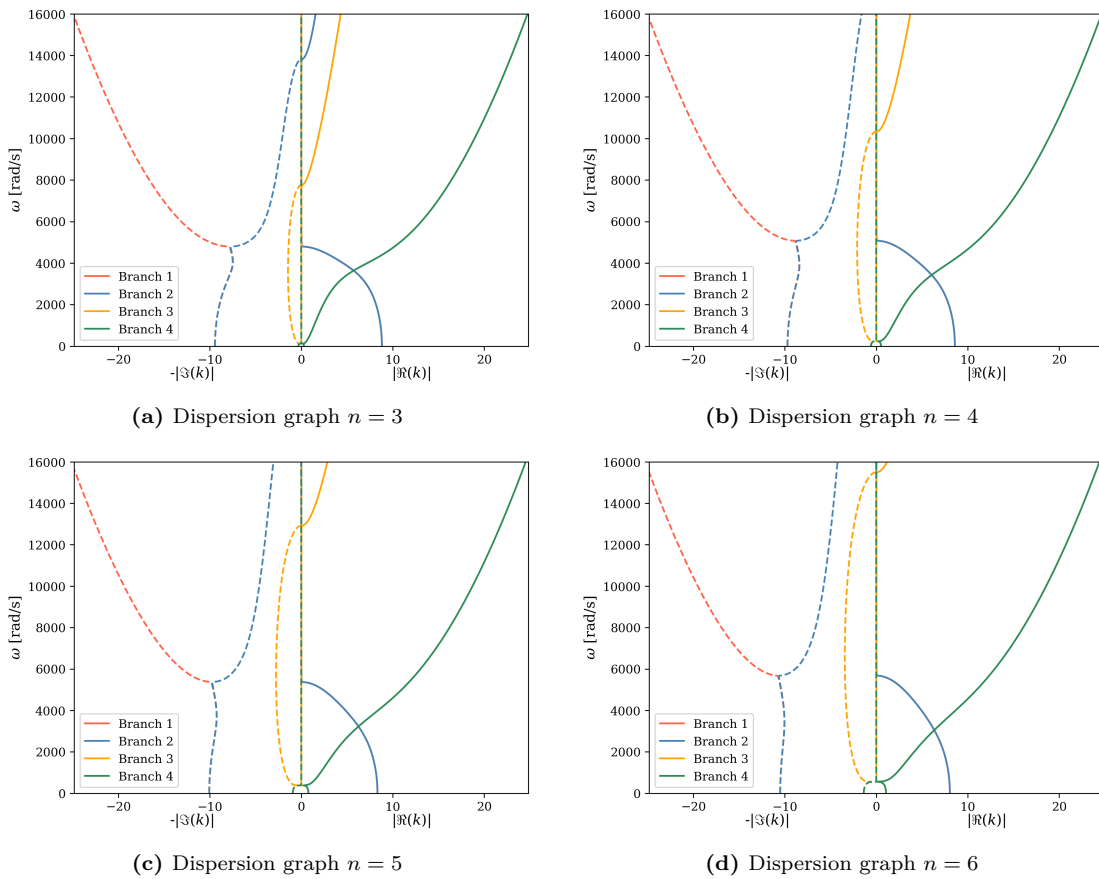 16000
14000
12000
10000
8000
6000
4000
2000
0
ω [rad/s]
Branch 1
Branch 2
Branch 3
Branch 4
−20 −10 0 10 20
-|ℑ(k)| |ℜ(k)|
(a) Dispersion graph n = 3
16000
14000
12000
10000
8000
6000
4000
2000
0
ω [rad/s]
Branch 1
Branch 2
Branch 3
Branch 4
−20 −10 0 10 20
-|ℑ(k)| |ℜ(k)|
(b) Dispersion graph n = 4
16000
14000
12000
10000
8000
6000
4000
2000
0
ω [rad/s]
Branch 1
Branch 2
Branch 3
Branch 4
−20 −10 0 10 20
-|ℑ(k)| |ℜ(k)|
(c) Dispersion graph n = 5
16000
14000
12000
10000
8000
6000
4000
2000
0
ω [rad/s]
Branch 1
Branch 2
Branch 3
Branch 4
−20 −10 0 10 20
-|ℑ(k)| |ℜ(k)|
(d) Dispersion graph n = 6